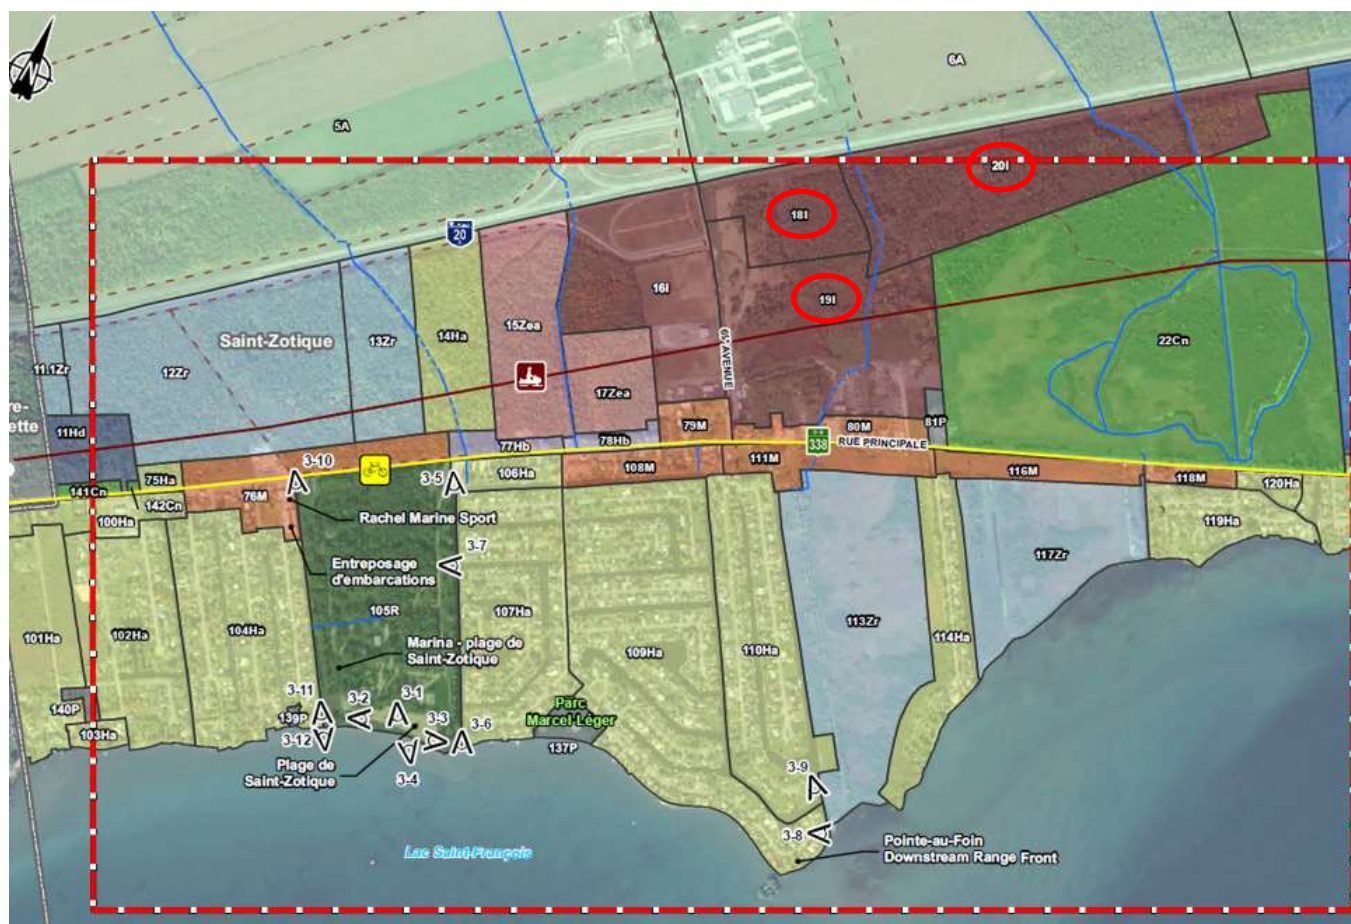 N
6A
5A
20I
18I
20
19I
16I
14Ha
15Zea
Saint-Zotique
13Zr
11.1Zr
12Zr
22Cn
65e AVENUE
17Zea
re-
ette
11Hd
79M
80M
81P
77Hb
78Hb
338
RUE PRINCIPALE
3-10
111M
106Ha
108M
116M
118M
120Ha
75Ha
3-5
141Cn
76M
142Cn
100Ha
Rachel Marine Sport
119Ha
3-7
117Zr
Entreposage
d'embarcations
105R
107Ha
101Ha
102Ha
104Ha
113Zr
114Ha
Marina - plage de
Saint-Zotique
109Ha
110Ha
3-11
3-2
3-1
140P
139P
Parc
Marcel-Léger
103Ha
3-12
3-3
3-6
137P
Plage de
Saint-Zotique
3-4
3-9
3-8
Pointe-au-Foin
Downstream Range Front
Lac Saint-François